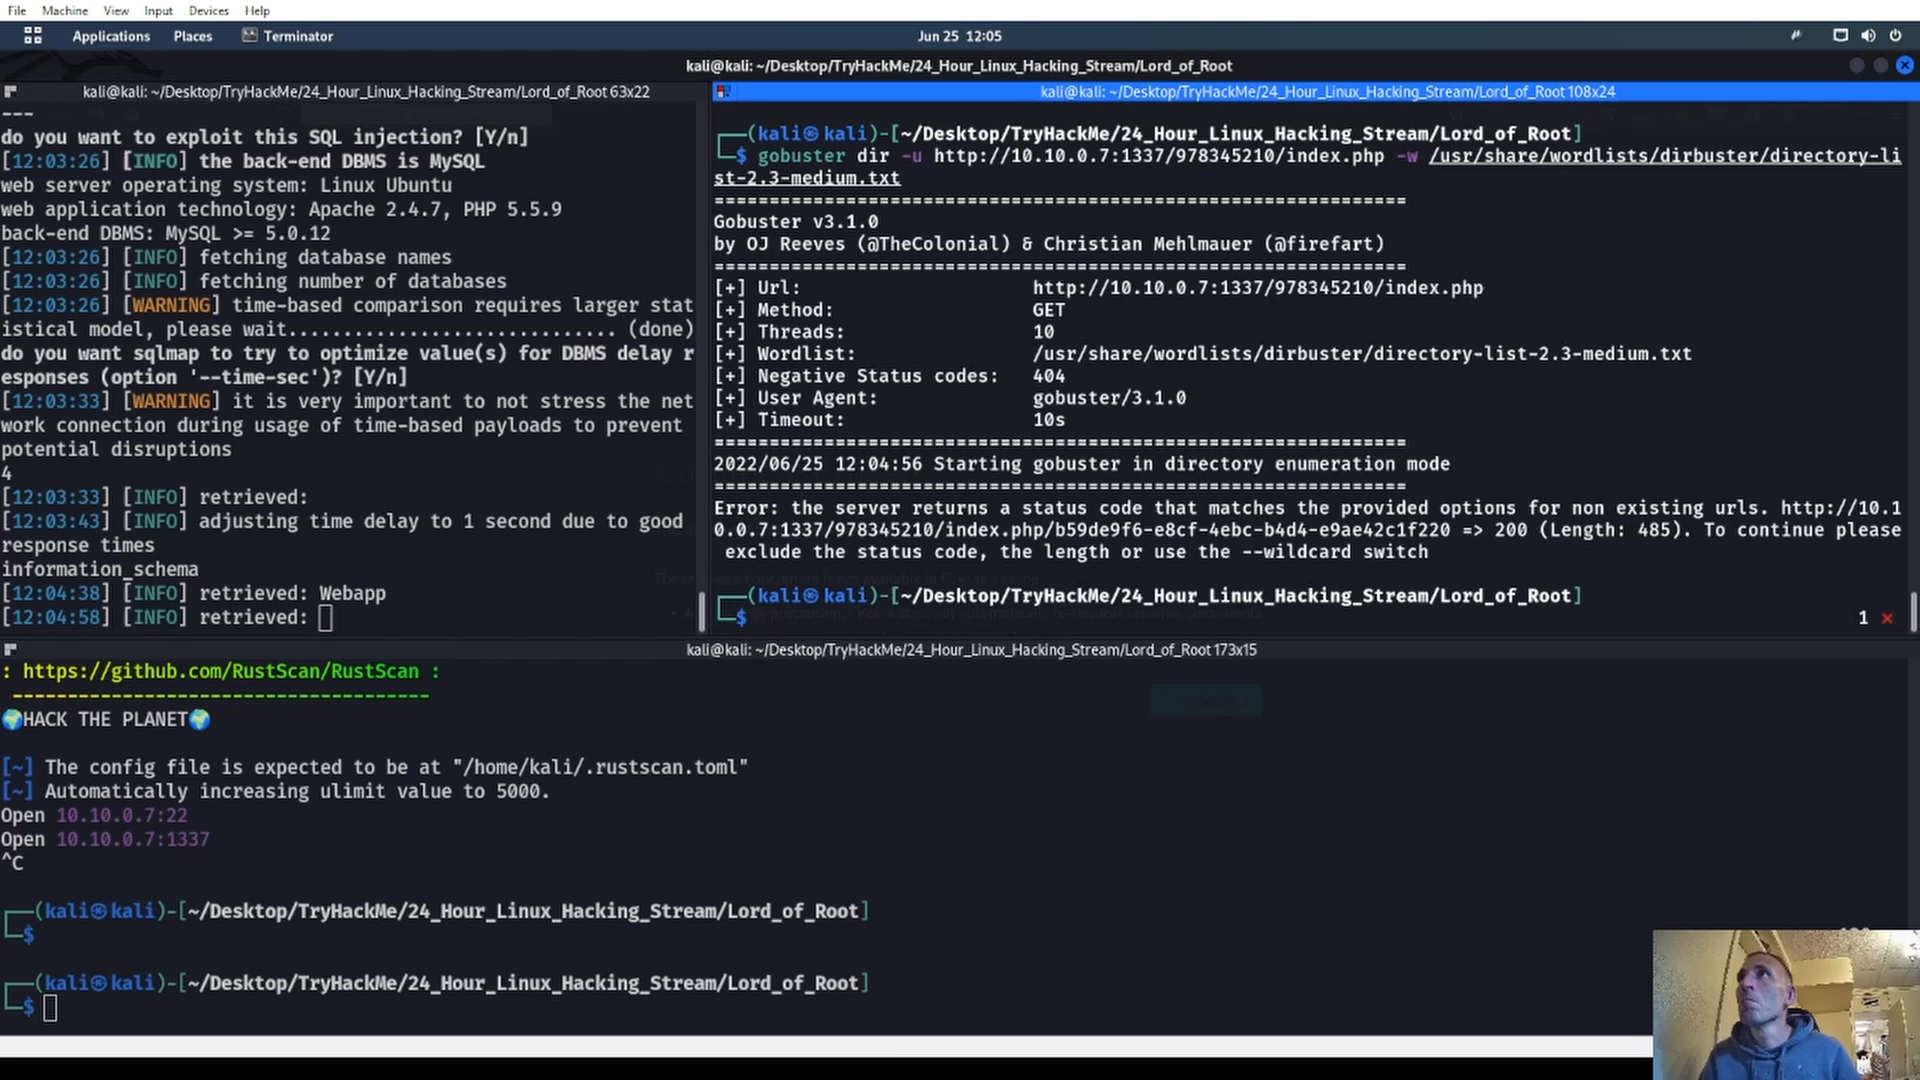 File Machine View Input Devices Help
Applications Places Terminator Jun 25 12:05
kali@kali: ~/Desktop/TryHackMe/24_Hour_Linux_Hacking_Stream/Lord_of_Root
kali@kali: ~/Desktop/TryHackMe/24_Hour_Linux_Hacking_Stream/Lord_of_Root 63x22
---
do you want to exploit this SQL injection? [Y/n]
[12:03:26] [INFO] the back-end DBMS is MySQL
web server operating system: Linux Ubuntu
web application technology: Apache 2.4.7, PHP 5.5.9
back-end DBMS: MySQL >= 5.0.12
[12:03:26] [INFO] fetching database names
[12:03:26] [INFO] fetching number of databases
[12:03:26] [WARNING] time-based comparison requires larger stat
istical model, please wait.............................. (done)
do you want sqlmap to try to optimize value(s) for DBMS delay r
esponses (option '--time-sec')? [Y/n]
[12:03:33] [WARNING] it is very important to not stress the net
work connection during usage of time-based payloads to prevent
potential disruptions
4
[12:03:33] [INFO] retrieved:
[12:03:43] [INFO] adjusting time delay to 1 second due to good
response times
information_schema
[12:04:38] [INFO] retrieved: Webapp
[12:04:58] [INFO] retrieved:
kali@kali: ~/Desktop/TryHackMe/24_Hour_Linux_Hacking_Stream/Lord_of_Root 108x24
┌──(kali㉿kali)-[~/Desktop/TryHackMe/24_Hour_Linux_Hacking_Stream/Lord_of_Root]
└─$ gobuster dir -u http://10.10.0.7:1337/978345210/index.php -w /usr/share/wordlists/dirbuster/directory-li
st-2.3-medium.txt
===============================================================
Gobuster v3.1.0
by OJ Reeves (@TheColonial) & Christian Mehlmauer (@firefart)
===============================================================
[+] Url: http://10.10.0.7:1337/978345210/index.php
[+] Method: GET
[+] Threads: 10
[+] Wordlist: /usr/share/wordlists/dirbuster/directory-list-2.3-medium.txt
[+] Negative Status codes: 404
[+] User Agent: gobuster/3.1.0
[+] Timeout: 10s
===============================================================
2022/06/25 12:04:56 Starting gobuster in directory enumeration mode
===============================================================
Error: the server returns a status code that matches the provided options for non existing urls. http://10.1
0.0.7:1337/978345210/index.php/b59de9f6-e8cf-4ebc-b4d4-e9ae42c1f220 => 200 (Length: 485). To continue please
exclude the status code, the length or use the --wildcard switch
┌──(kali㉿kali)-[~/Desktop/TryHackMe/24_Hour_Linux_Hacking_Stream/Lord_of_Root]
└─$ 1 ⨯
kali@kali: ~/Desktop/TryHackMe/24_Hour_Linux_Hacking_Stream/Lord_of_Root 173x15
: https://github.com/RustScan/RustScan :
--------------------------------------
🌍HACK THE PLANET🌍
[~] The config file is expected to be at "/home/kali/.rustscan.toml"
[~] Automatically increasing ulimit value to 5000.
Open 10.10.0.7:22
Open 10.10.0.7:1337
^C
┌──(kali㉿kali)-[~/Desktop/TryHackMe/24_Hour_Linux_Hacking_Stream/Lord_of_Root]
└─$
┌──(kali㉿kali)-[~/Desktop/TryHackMe/24_Hour_Linux_Hacking_Stream/Lord_of_Root]
└─$